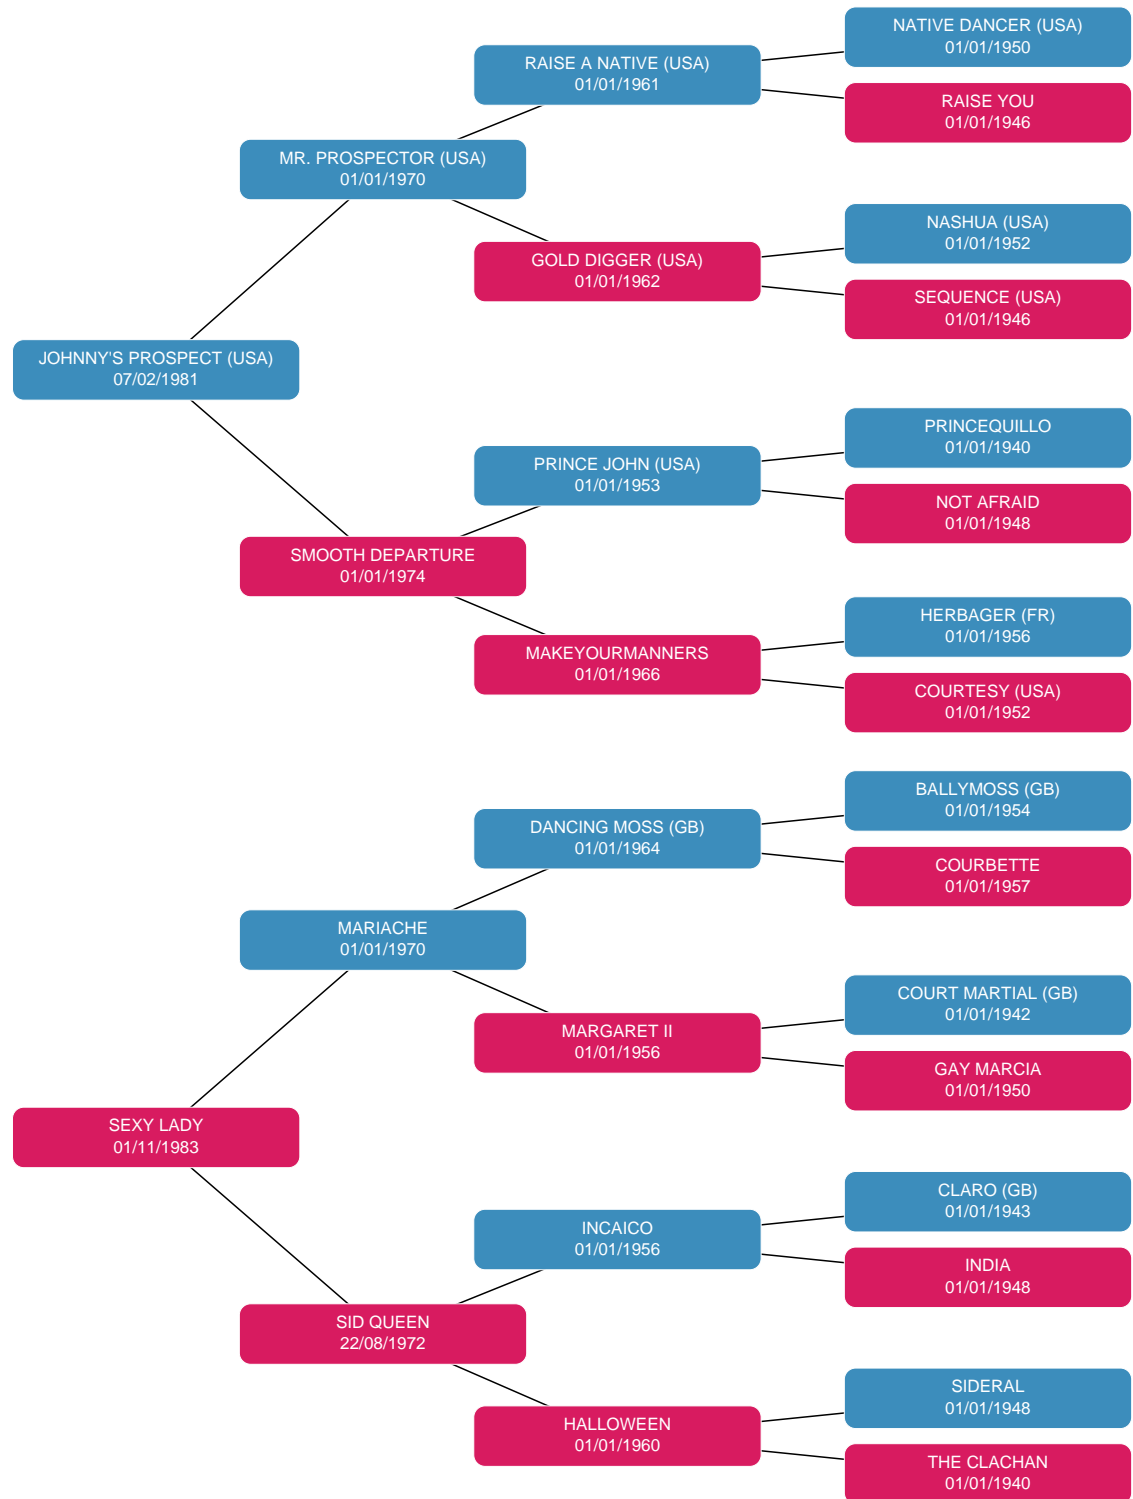 NATIVE DANCER (USA)
01/01/1950
RAISE A NATIVE (USA)
01/01/1961
RAISE YOU
01/01/1946
MR. PROSPECTOR (USA)
01/01/1970
NASHUA (USA)
01/01/1952
GOLD DIGGER (USA)
01/01/1962
SEQUENCE (USA)
01/01/1946
JOHNNY'S PROSPECT (USA)
07/02/1981
PRINCEQUILLO
01/01/1940
PRINCE JOHN (USA)
01/01/1953
NOT AFRAID
01/01/1948
SMOOTH DEPARTURE
01/01/1974
HERBAGER (FR)
01/01/1956
MAKEYOURMANNERS
01/01/1966
COURTESY (USA)
01/01/1952
BALLYMOSS (GB)
01/01/1954
DANCING MOSS (GB)
01/01/1964
COURBETTE
01/01/1957
MARIACHE
01/01/1970
COURT MARTIAL (GB)
01/01/1942
MARGARET II
01/01/1956
GAY MARCIA
01/01/1950
SEXY LADY
01/11/1983
CLARO (GB)
01/01/1943
INCAICO
01/01/1956
INDIA
01/01/1948
SID QUEEN
22/08/1972
SIDERAL
01/01/1948
HALLOWEEN
01/01/1960
THE CLACHAN
01/01/1940